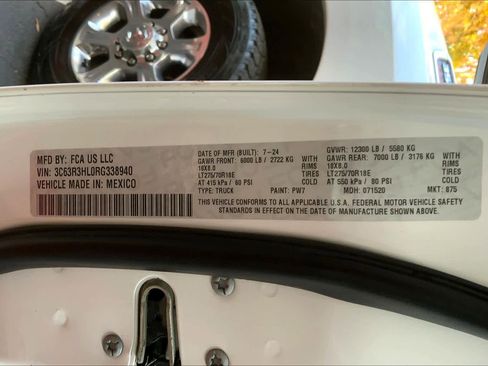 MFD BY: FCA US LLC
VIN: 3C63R3HL0RG338940
VEHICLE MADE IN: MEXICO
DATE OF MFR (BUILT): 7-24
GAWR FRONT: 6000 LB / 2722 KG WITH
18X8.0 RIMS
LT275/70R18E TIRES
AT 415 kPa / 60 PSI COLD
TYPE: TRUCK PAINT: PW7 MDH: 071520 MKT: 875
GVWR: 12300 LB / 5580 KG
GAWR REAR: 7000 LB / 3176 KG WITH
18X8.0 RIMS
LT275/70R18E TIRES
AT 550 kPa / 80 PSI COLD
THIS VEHICLE CONFORMS TO ALL APPLICABLE U.S.A. FEDERAL MOTOR VEHICLE SAFETY
STANDARDS IN EFFECT ON THE DATE OF MANUFACTURE SHOWN ABOVE